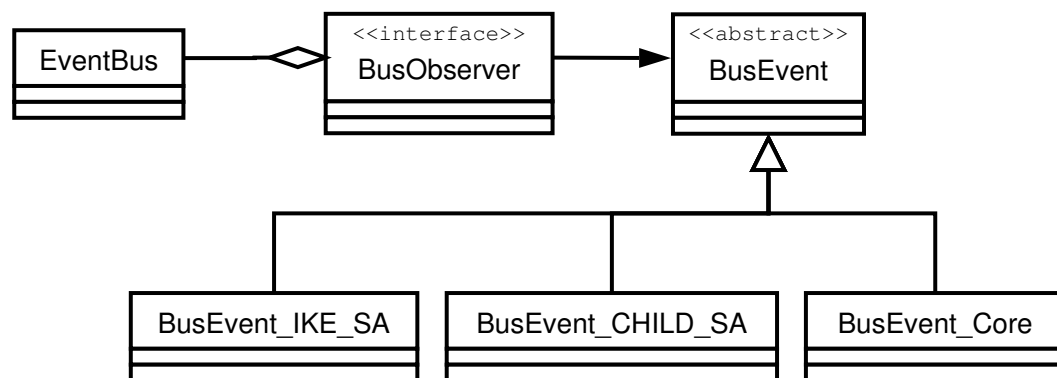 <<interface>>
<<abstract>>
EventBus
BusObserver
BusEvent
BusEvent_IKE_SA
BusEvent_CHILD_SA
BusEvent_Core